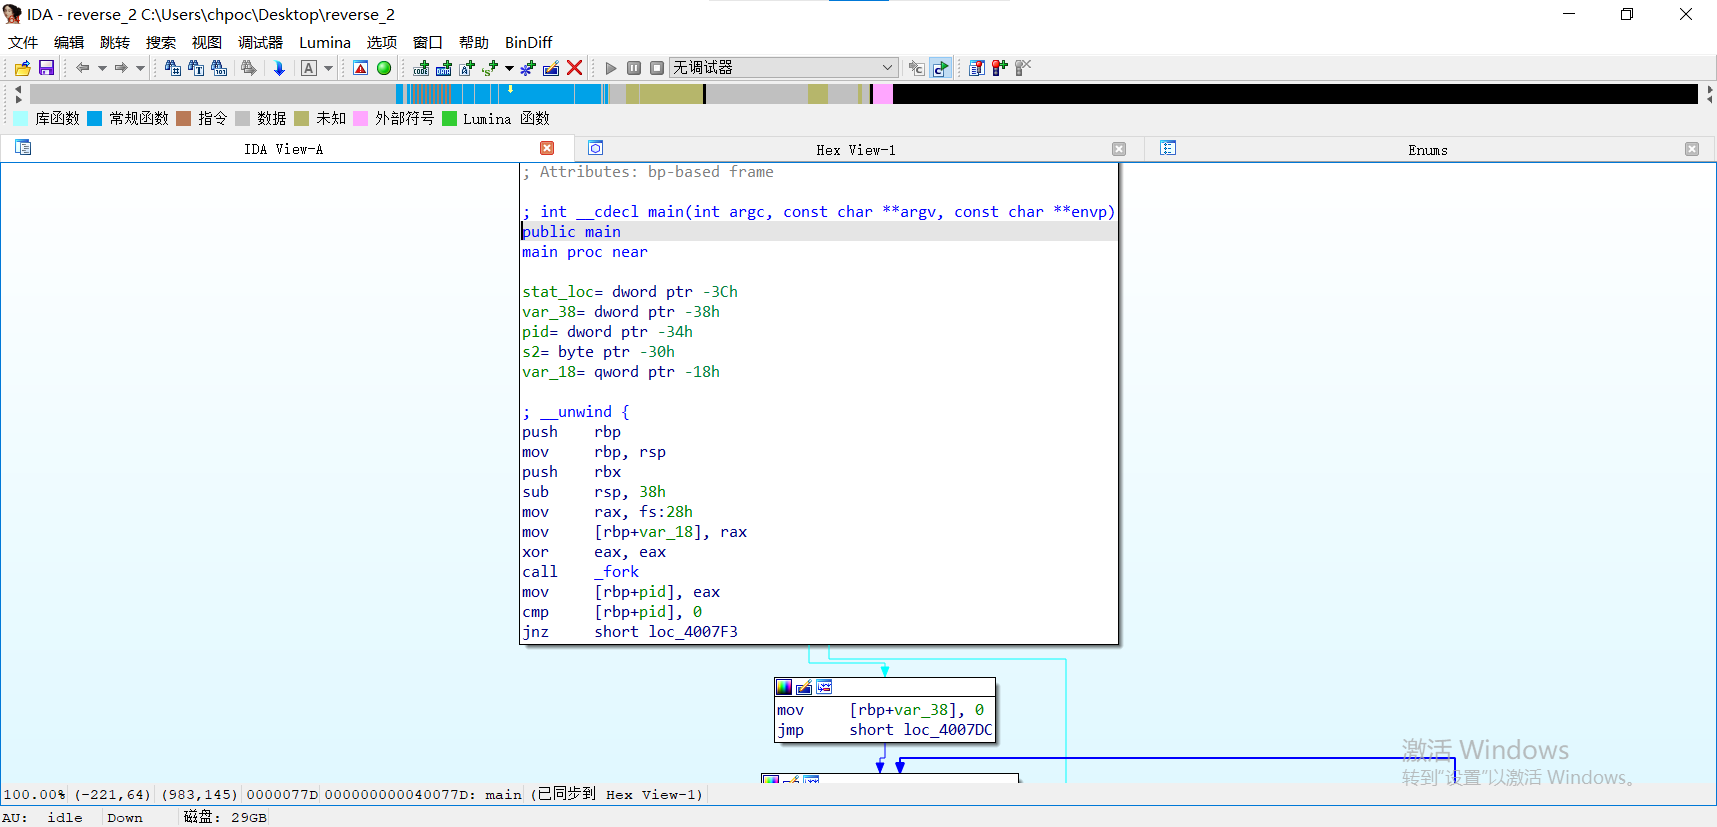 IDA - reverse_2 C:\Users\chpoc\Desktop\reverse_2
文件 编辑 跳转 搜索 视图 调试器 Lumina 选项 窗口 帮助 BinDiff
无调试器
库函数 常规函数 指令 数据 未知 外部符号 Lumina 函数
IDA View-A Hex View-1 Enums
; Attributes: bp-based frame
; int __cdecl main(int argc, const char **argv, const char **envp)
public main
main proc near
stat_loc= dword ptr -3Ch
var_38= dword ptr -38h
pid= dword ptr -34h
s2= byte ptr -30h
var_18= qword ptr -18h
; __unwind {
push rbp
mov rbp, rsp
push rbx
sub rsp, 38h
mov rax, fs:28h
mov [rbp+var_18], rax
xor eax, eax
call _fork
mov [rbp+pid], eax
cmp [rbp+pid], 0
jnz short loc_4007F3
mov [rbp+var_38], 0
jmp short loc_4007DC
激活 Windows
转到"设置"以激活 Windows。
100.00% (-221,64) (983,145) 0000077D 000000000040077D: main (已同步到 Hex View-1)
AU: idle Down 磁盘: 29GB